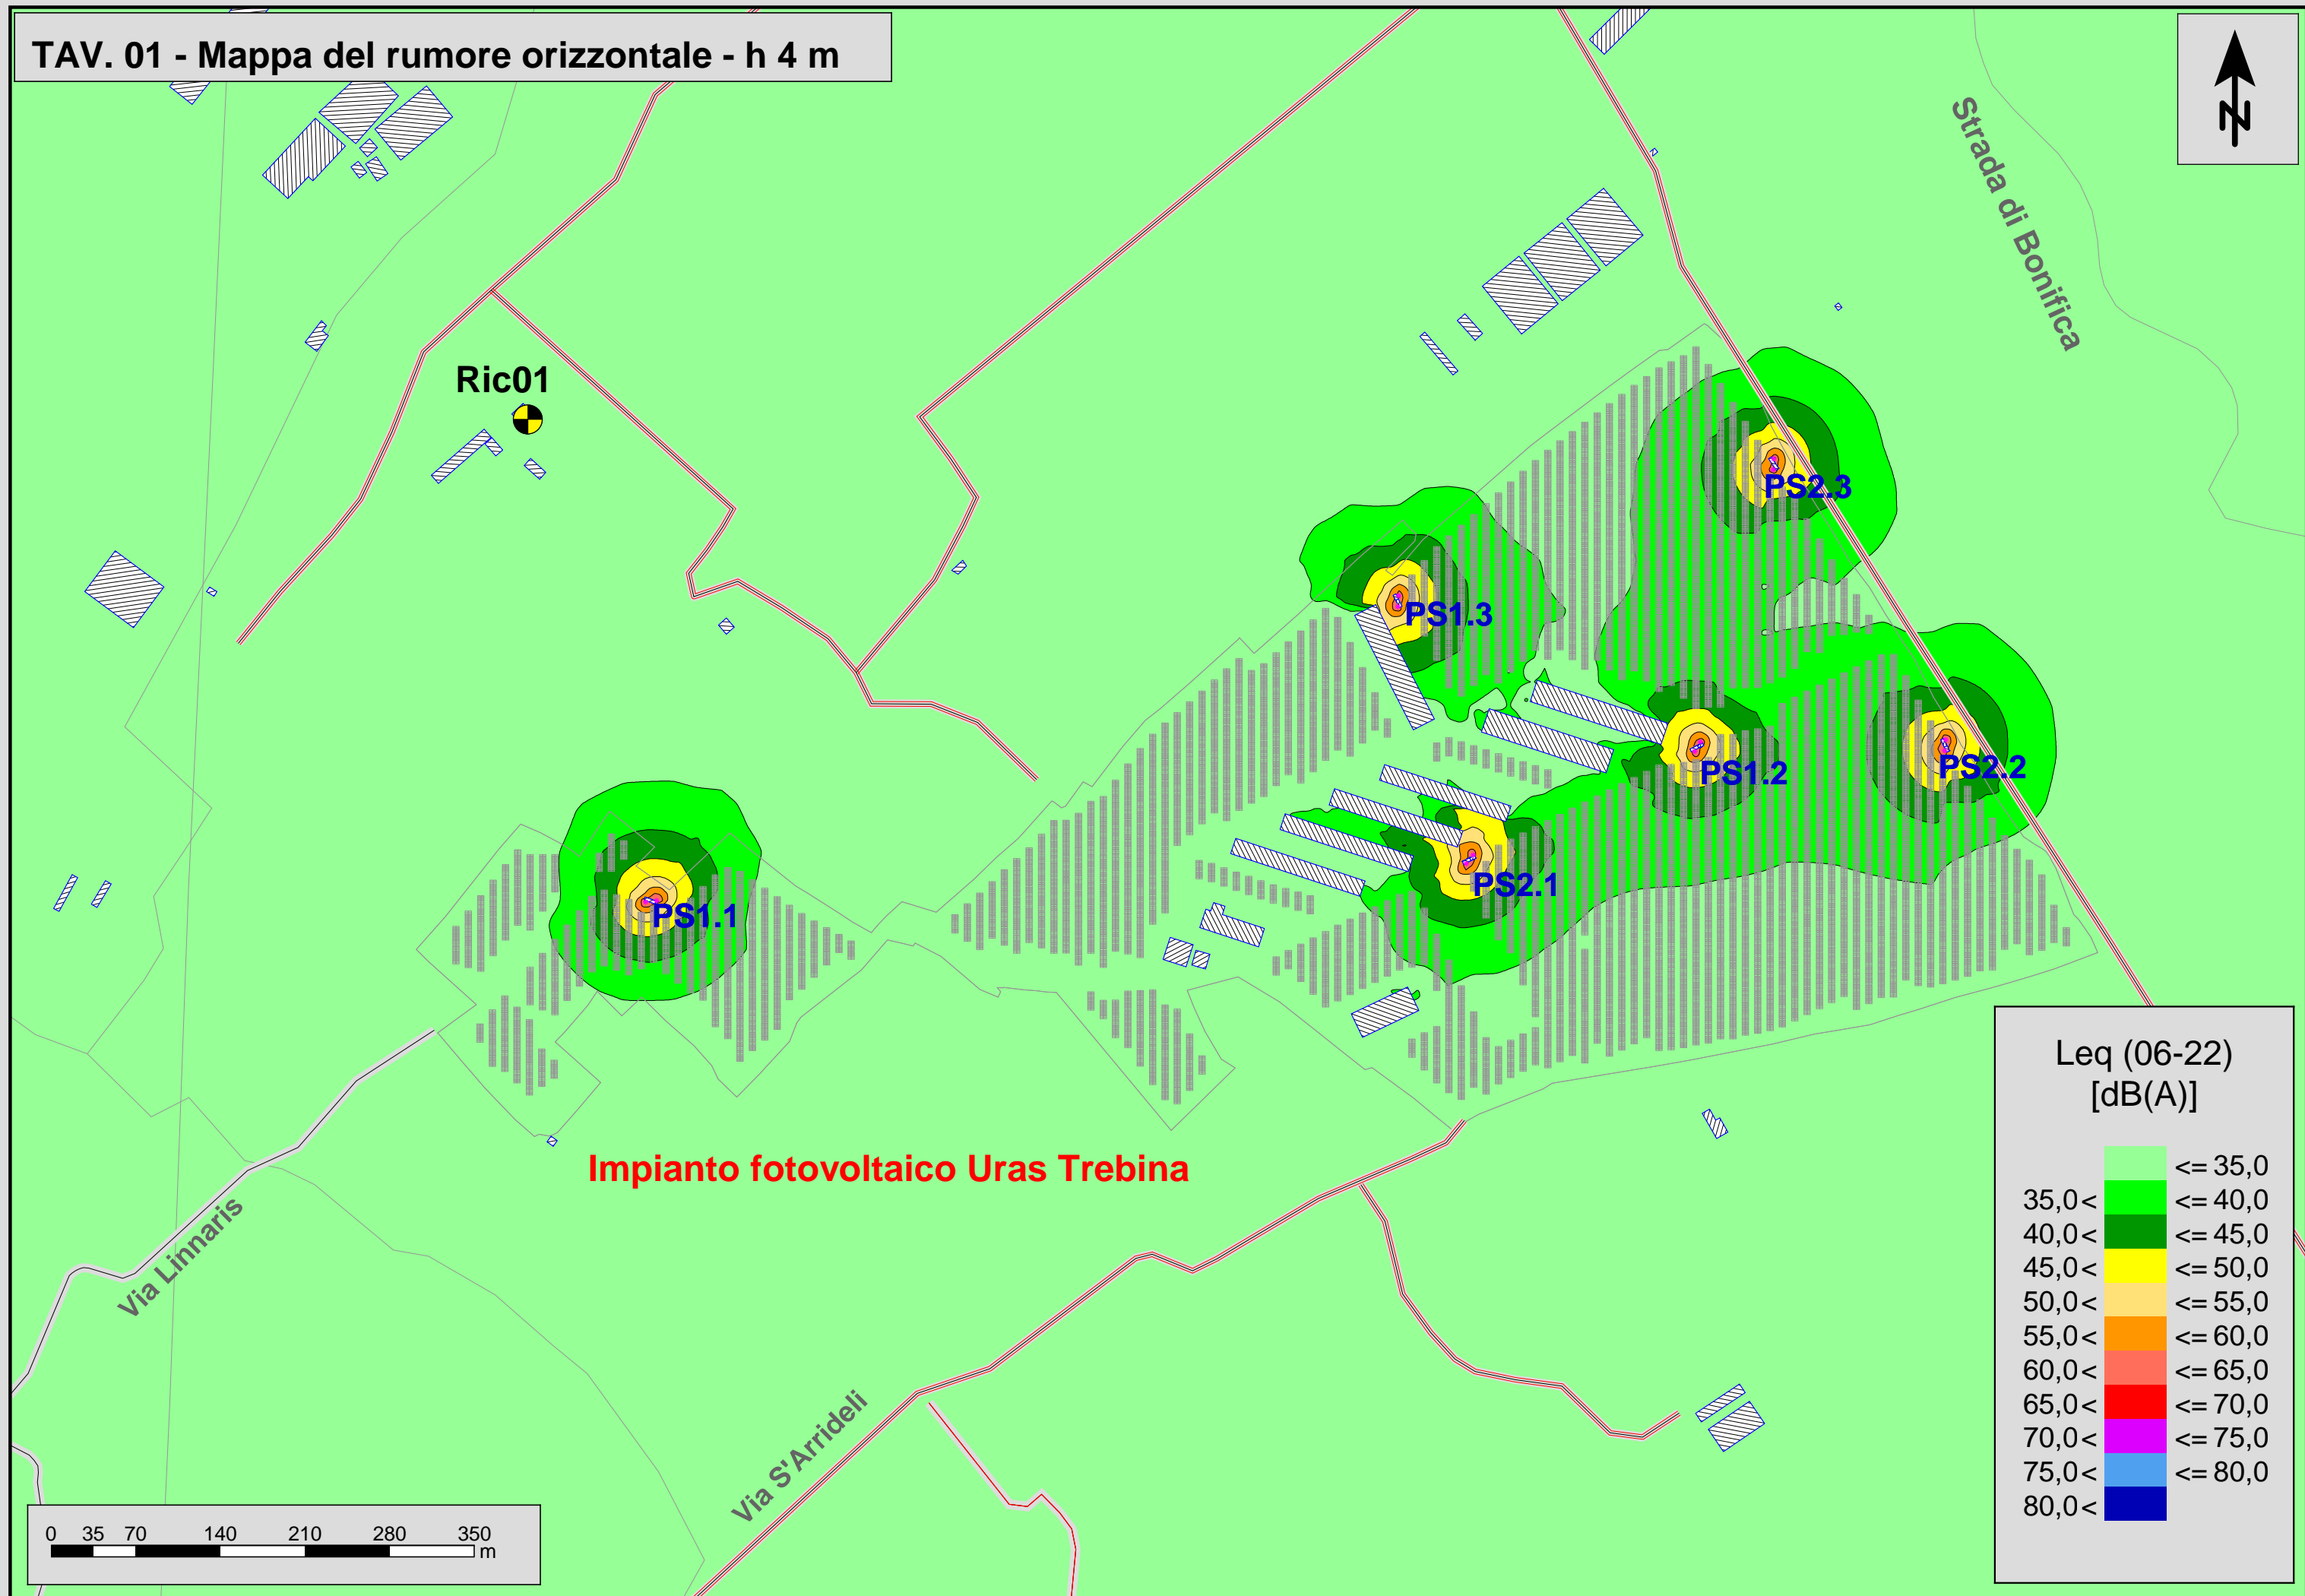 TAV. 01 - Mappa del rumore orizzontale - h 4 m
N
Strada di Bonifica
Ric01
PS2.3
PS1.3
PS1.2
PS2.2
PS2.1
PS1.1
Impianto fotovoltaico Uras Trebina
Via Linnaris
Via S'Arrideli
Leq (06-22)
[dB(A)]
<= 35,0
35,0 < <= 40,0
40,0 < <= 45,0
45,0 < <= 50,0
50,0 < <= 55,0
55,0 < <= 60,0
60,0 < <= 65,0
65,0 < <= 70,0
70,0 < <= 75,0
75,0 < <= 80,0
80,0 <
0 35 70 140 210 280 350
m